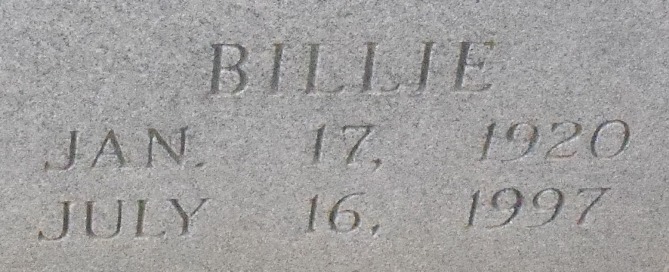 BILLIE
JAN. 17, 1920
JULY 16, 1997